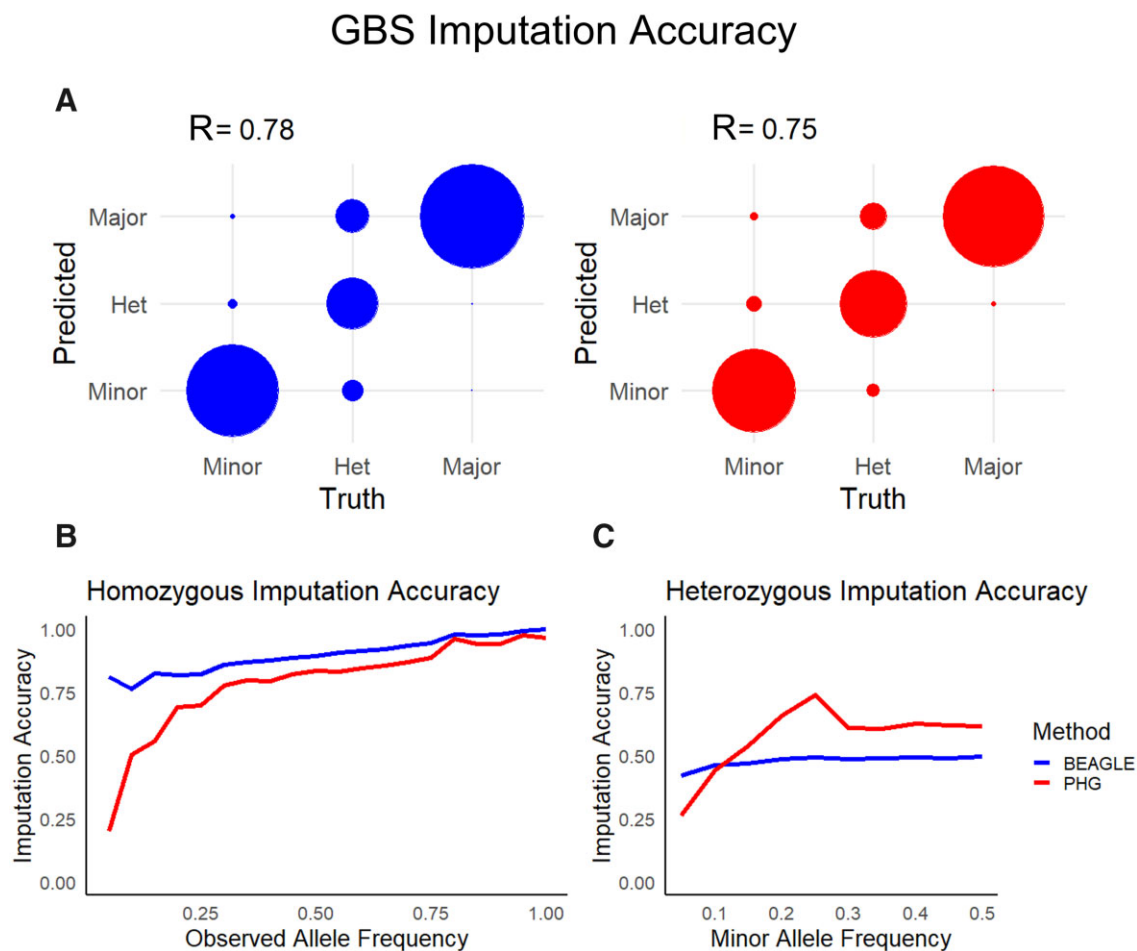 GBS Imputation Accuracy
A
R= 0.78
R= 0.75
Predicted
Major
Het
Minor
Minor Het Major
Truth
Predicted
Major
Het
Minor
Minor Het Major
Truth
B
Homozygous Imputation Accuracy
Imputation Accuracy
1.00
0.75
0.50
0.25
0.00
0.25 0.50 0.75 1.00
Observed Allele Frequency
C
Heterozygous Imputation Accuracy
Imputation Accuracy
1.00
0.75
0.50
0.25
0.00
0.1 0.2 0.3 0.4 0.5
Minor Allele Frequency
Method
BEAGLE
PHG